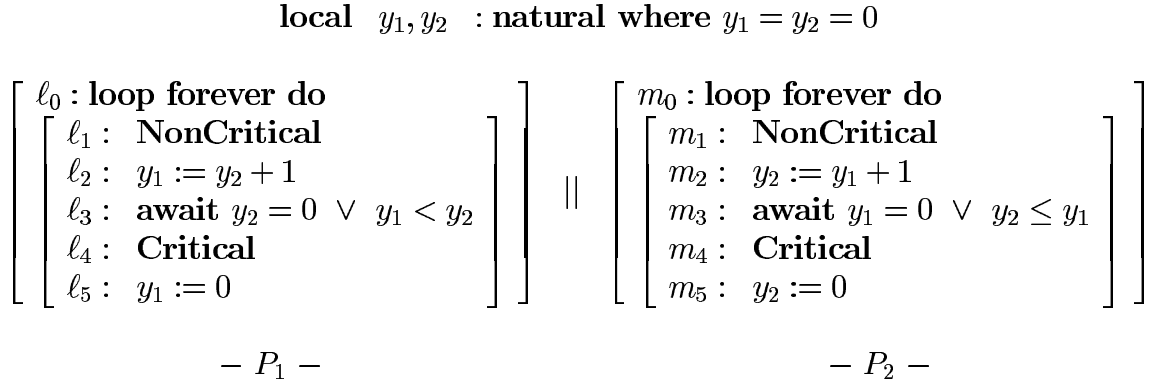 local y₁, y₂ : natural where y₁ = y₂ = 0
ℓ₀ : loop forever do
ℓ₁ : NonCritical
ℓ₂ : y₁ := y₂ + 1
ℓ₃ : await y₂ = 0 ∨ y₁ < y₂
ℓ₄ : Critical
ℓ₅ : y₁ := 0
− P₁ −
||
m₀ : loop forever do
m₁ : NonCritical
m₂ : y₂ := y₁ + 1
m₃ : await y₁ = 0 ∨ y₂ ≤ y₁
m₄ : Critical
m₅ : y₂ := 0
− P₂ −